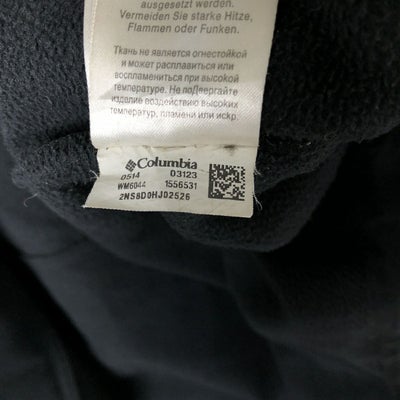 ausgesetzt werden.
Vermeiden Sie starke Hitze,
Flammen oder Funken.
Ткань не является огнестойкой
и может расплавиться или
воспламениться при высокой
температуре. Не подвергайте
изделие воздействию высоких
температур, пламени или искр.
Columbia
0514 03123
WM6044 1556531
2NS8D0HJD2526